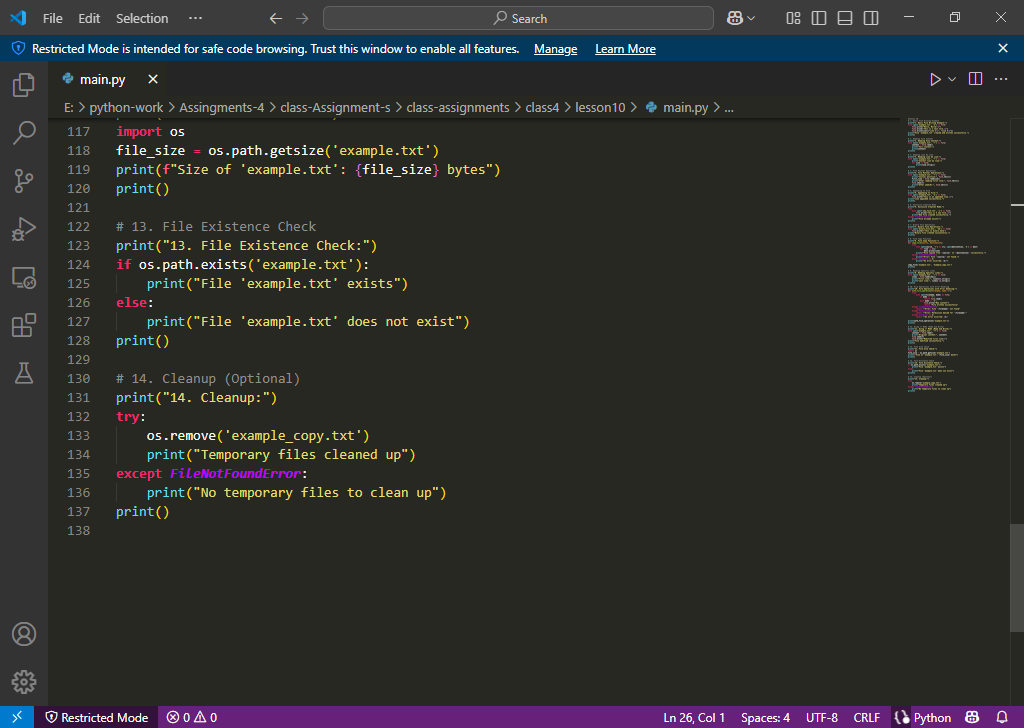 File Edit Selection ··· Search
Restricted Mode is intended for safe code browsing. Trust this window to enable all features. Manage Learn More
main.py
E: > python-work > Assingments-4 > class-Assignment-s > class-assignments > class4 > lesson10 > main.py > ...
117 import os
118 file_size = os.path.getsize('example.txt')
119 print(f"Size of 'example.txt': {file_size} bytes")
120 print()
121
122 # 13. File Existence Check
123 print("13. File Existence Check:")
124 if os.path.exists('example.txt'):
125     print("File 'example.txt' exists")
126 else:
127     print("File 'example.txt' does not exist")
128 print()
129
130 # 14. Cleanup (Optional)
131 print("14. Cleanup:")
132 try:
133     os.remove('example_copy.txt')
134     print("Temporary files cleaned up")
135 except FileNotFoundError:
136     print("No temporary files to clean up")
137 print()
138
Restricted Mode 0 0 Ln 26, Col 1 Spaces: 4 UTF-8 CRLF Python